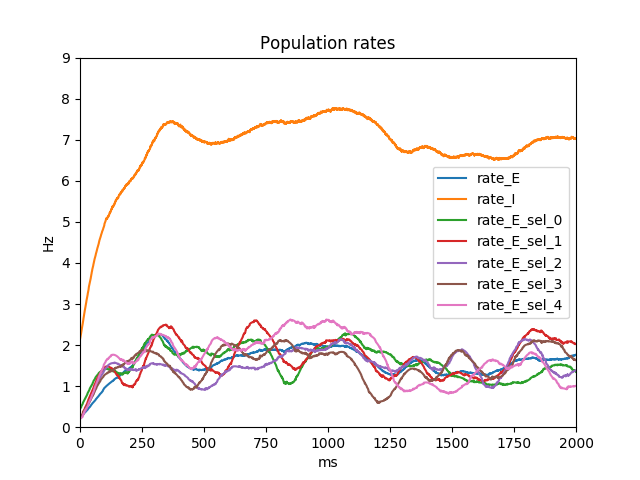 Population rates
9
8
7
6
5
4
3
2
1
0
Hz
rate_E
rate_I
rate_E_sel_0
rate_E_sel_1
rate_E_sel_2
rate_E_sel_3
rate_E_sel_4
0 250 500 750 1000 1250 1500 1750 2000
ms